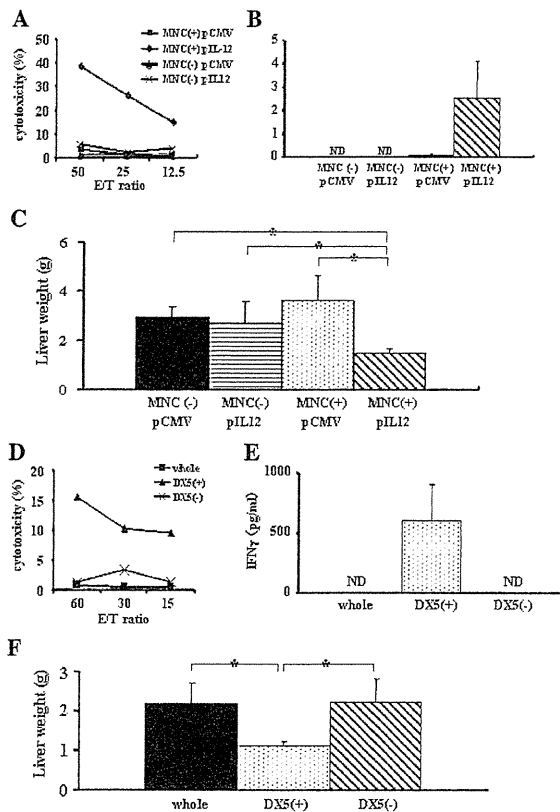 A
MNC(+) pCMV
MNC(+) pIL-12
MNC(-) pCMV
MNC(-) pIL12
cytotoxicity (%)
50
40
30
20
10
0
50 25 12.5
E/T ratio
B
5
4
3
2
1
0
ND ND
MNC (-) MNC(-) MNC(+) MNC(+)
pCMV pIL12 pCMV pIL12
C
* * *
Liver weight (g)
6
4
2
0
MNC (-) MNC(-) MNC(+) MNC(+)
pCMV pIL12 pCMV pIL12
D
whole
DX5(+)
DX5(-)
cytotoxicity (%)
20
15
10
5
0
60 30 15
E/T ratio
E
IFNγ (pg/ml)
1000
500
0
ND ND
whole DX5(+) DX5(-)
F
* *
Liver weight (g)
3
2
1
0
whole DX5(+) DX5(-)